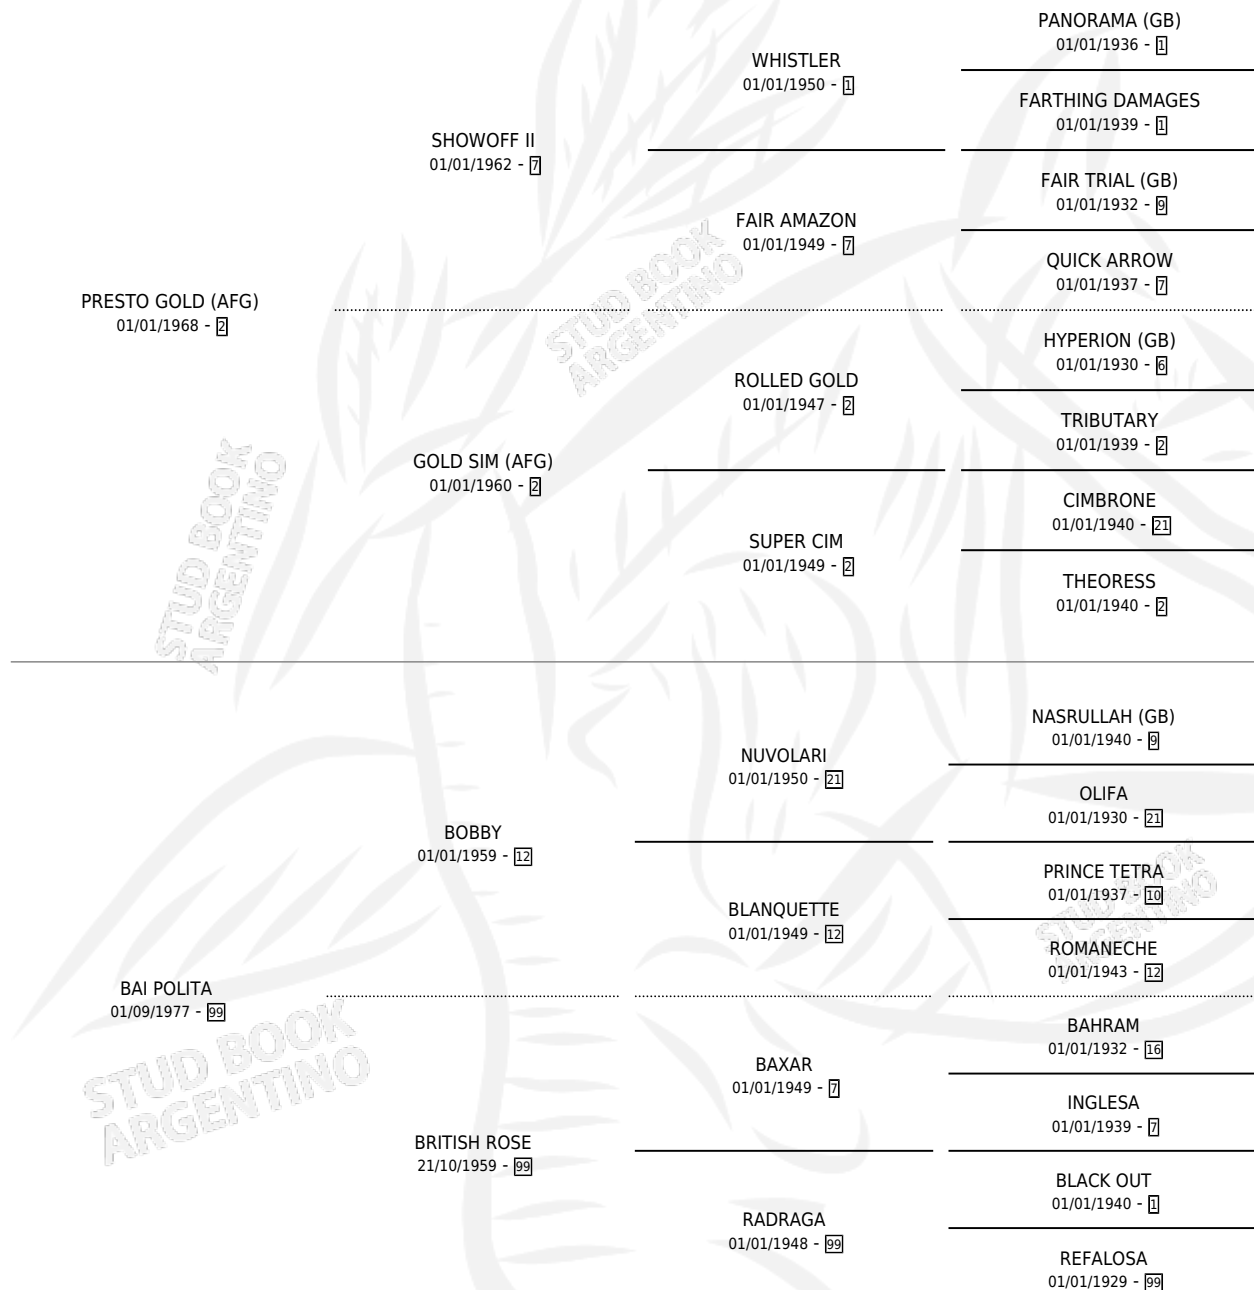 PANORAMA (GB)
01/01/1936 - 1
WHISTLER
01/01/1950 - 1
FARTHING DAMAGES
01/01/1939 - 1
SHOWOFF II
01/01/1962 - 7
FAIR TRIAL (GB)
01/01/1932 - 9
FAIR AMAZON
01/01/1949 - 7
QUICK ARROW
01/01/1937 - 7
PRESTO GOLD (AFG)
01/01/1968 - 2
HYPERION (GB)
01/01/1930 - 6
ROLLED GOLD
01/01/1947 - 2
TRIBUTARY
01/01/1939 - 2
GOLD SIM (AFG)
01/01/1960 - 2
CIMBRONE
01/01/1940 - 21
SUPER CIM
01/01/1949 - 2
THEORESS
01/01/1940 - 2
NASRULLAH (GB)
01/01/1940 - 9
NUVOLARI
01/01/1950 - 21
OLIFA
01/01/1930 - 21
BOBBY
01/01/1959 - 12
PRINCE TETRA
01/01/1937 - 10
BLANQUETTE
01/01/1949 - 12
ROMANECHE
01/01/1943 - 12
BAI POLITA
01/09/1977 - 99
BAHRAM
01/01/1932 - 16
BAXAR
01/01/1949 - 7
INGLESA
01/01/1939 - 7
BRITISH ROSE
21/10/1959 - 99
BLACK OUT
01/01/1940 - 1
RADRAGA
01/01/1948 - 99
REFALOSA
01/01/1929 - 99
STUD BOOK
ARGENTINO
STUD BOOK
ARGENTINO
STUD BOOK
ARGENTINO
STUD BOOK
ARGENTINO